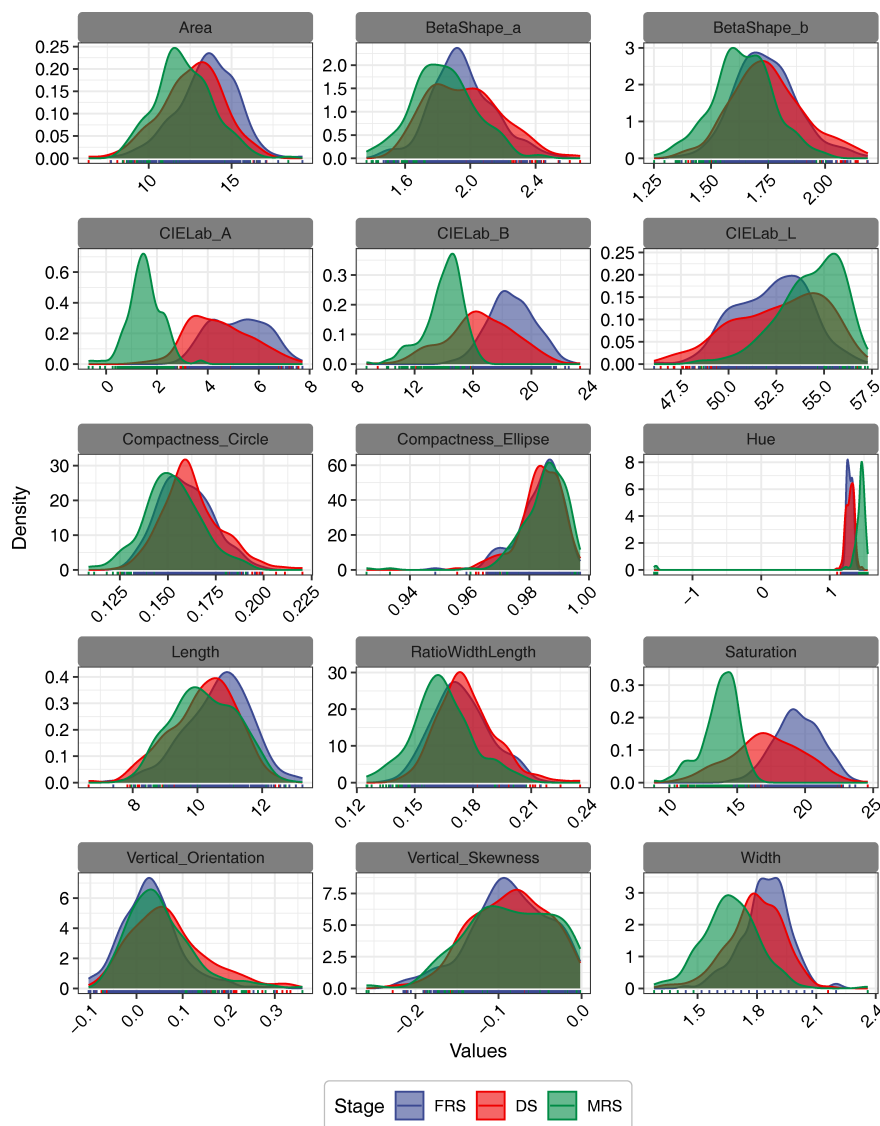 Area BetaShape_a BetaShape_b
0.25 0.20 0.15 0.10 0.05 0.00
10 15
2.0 1.5 1.0 0.5 0
1.6 2.0 2.4
3 2 1 0
1.25 1.50 1.75 2.00
CIELab_A CIELab_B CIELab_L
0.6 0.4 0.2 0.0
0 2 4 6 8
0.3 0.2 0.1 0.0
8 12 16 20 24
0.25 0.20 0.15 0.10 0.05 0.00
47.5 50.0 52.5 55.0 57.5
Compactness_Circle Compactness_Ellipse Hue
30 20 10 0
0.125 0.150 0.175 0.200 0.225
60 40 20 0
0.94 0.96 0.98 1.00
8 6 4 2 0
−1 0 1
Density
Length RatioWidthLength Saturation
0.4 0.3 0.2 0.1 0.0
8 10 12
30 20 10 0
0.12 0.15 0.18 0.21 0.24
0.3 0.2 0.1 0.0
10 15 20 25
Vertical_Orientation Vertical_Skewness Width
6 4 2 0
−0.1 0.0 0.1 0.2 0.3
7.5 5.0 2.5 0.0
−0.2 −0.1 0.0
3 2 1 0
1.5 1.8 2.1 2.4
Values
Stage FRS DS MRS